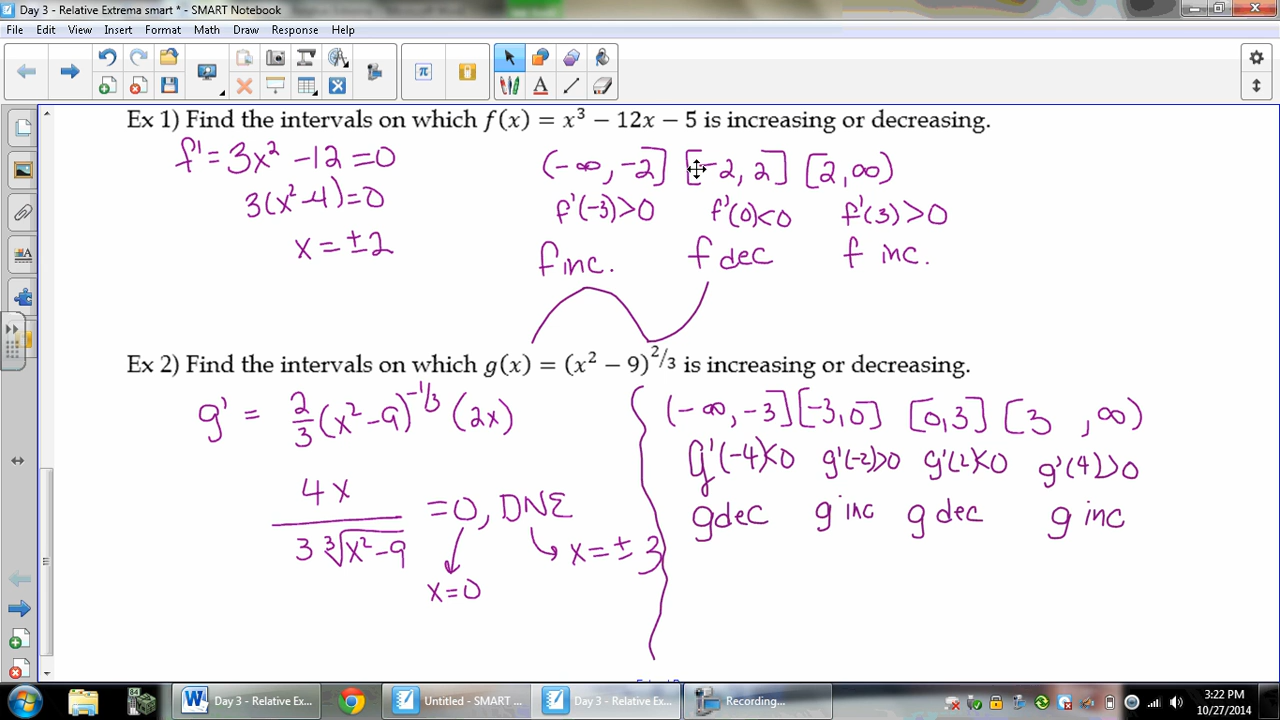 Day 3 - Relative Extrema smart * - SMART Notebook
File Edit View Insert Format Math Draw Response Help
Ex 1) Find the intervals on which f(x) = x³ − 12x − 5 is increasing or decreasing.
f' = 3x² -12 =0
3(x²-4)=0
x = ±2
(-∞, -2] [-2, 2] [2, ∞)
f'(-3)>0 f'(0)<0 f'(3)>0
f inc. f dec f inc.
Ex 2) Find the intervals on which g(x) = (x² − 9)^2/3 is increasing or decreasing.
g' = 2/3 (x²-9)^-1/3 (2x)
4x / 3∛x²-9 =0, DNE
x=0
x=±3
(-∞, -3] [-3,0] [0,3] [3, ∞)
g'(-4)<0 g'(-2)>0 g'(2)<0 g'(4)>0
g dec g inc g dec g inc
Day 3 - Relative Ex...
Untitled - SMART ...
Day 3 - Relative Ex...
Recording...
3:22 PM
10/27/2014